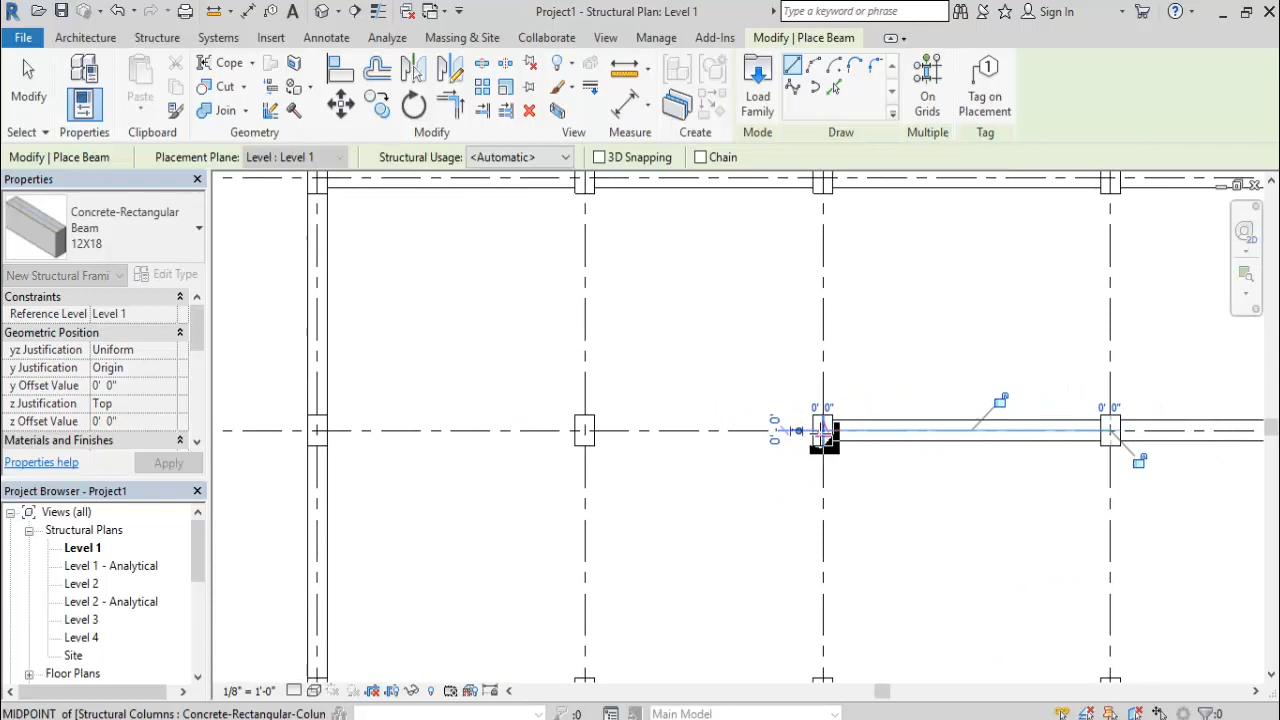 Project1 - Structural Plan: Level 1
Type a keyword or phrase
Sign In
File Architecture Structure Systems Insert Annotate Analyze Massing & Site Collaborate View Manage Add-Ins Modify | Place Beam
Modify
Paste
Cope
Cut
Join
Load
Family
On
Grids
1
Tag on
Placement
Select Properties Clipboard Geometry Modify View Measure Create Mode Draw Multiple Tag
Modify | Place Beam Placement Plane: Level : Level 1 Structural Usage: <Automatic> 3D Snapping Chain
Properties
Concrete-Rectangular
Beam
12X18
New Structural Frami Edit Type
Constraints
Reference Level Level 1
Geometric Position
yz Justification Uniform
y Justification Origin
y Offset Value 0' 0"
z Justification Top
z Offset Value 0' 0"
Materials and Finishes
Properties help Apply
Project Browser - Project1
Views (all)
Structural Plans
Level 1
Level 1 - Analytical
Level 2
Level 2 - Analytical
Level 3
Level 4
Site
Floor Plans
2D
0' 0"
0' 0"
1/8" = 1'-0"
MIDPOINT of [Structural Columns : Concrete-Rectangular-Colun :0 Main Model :0